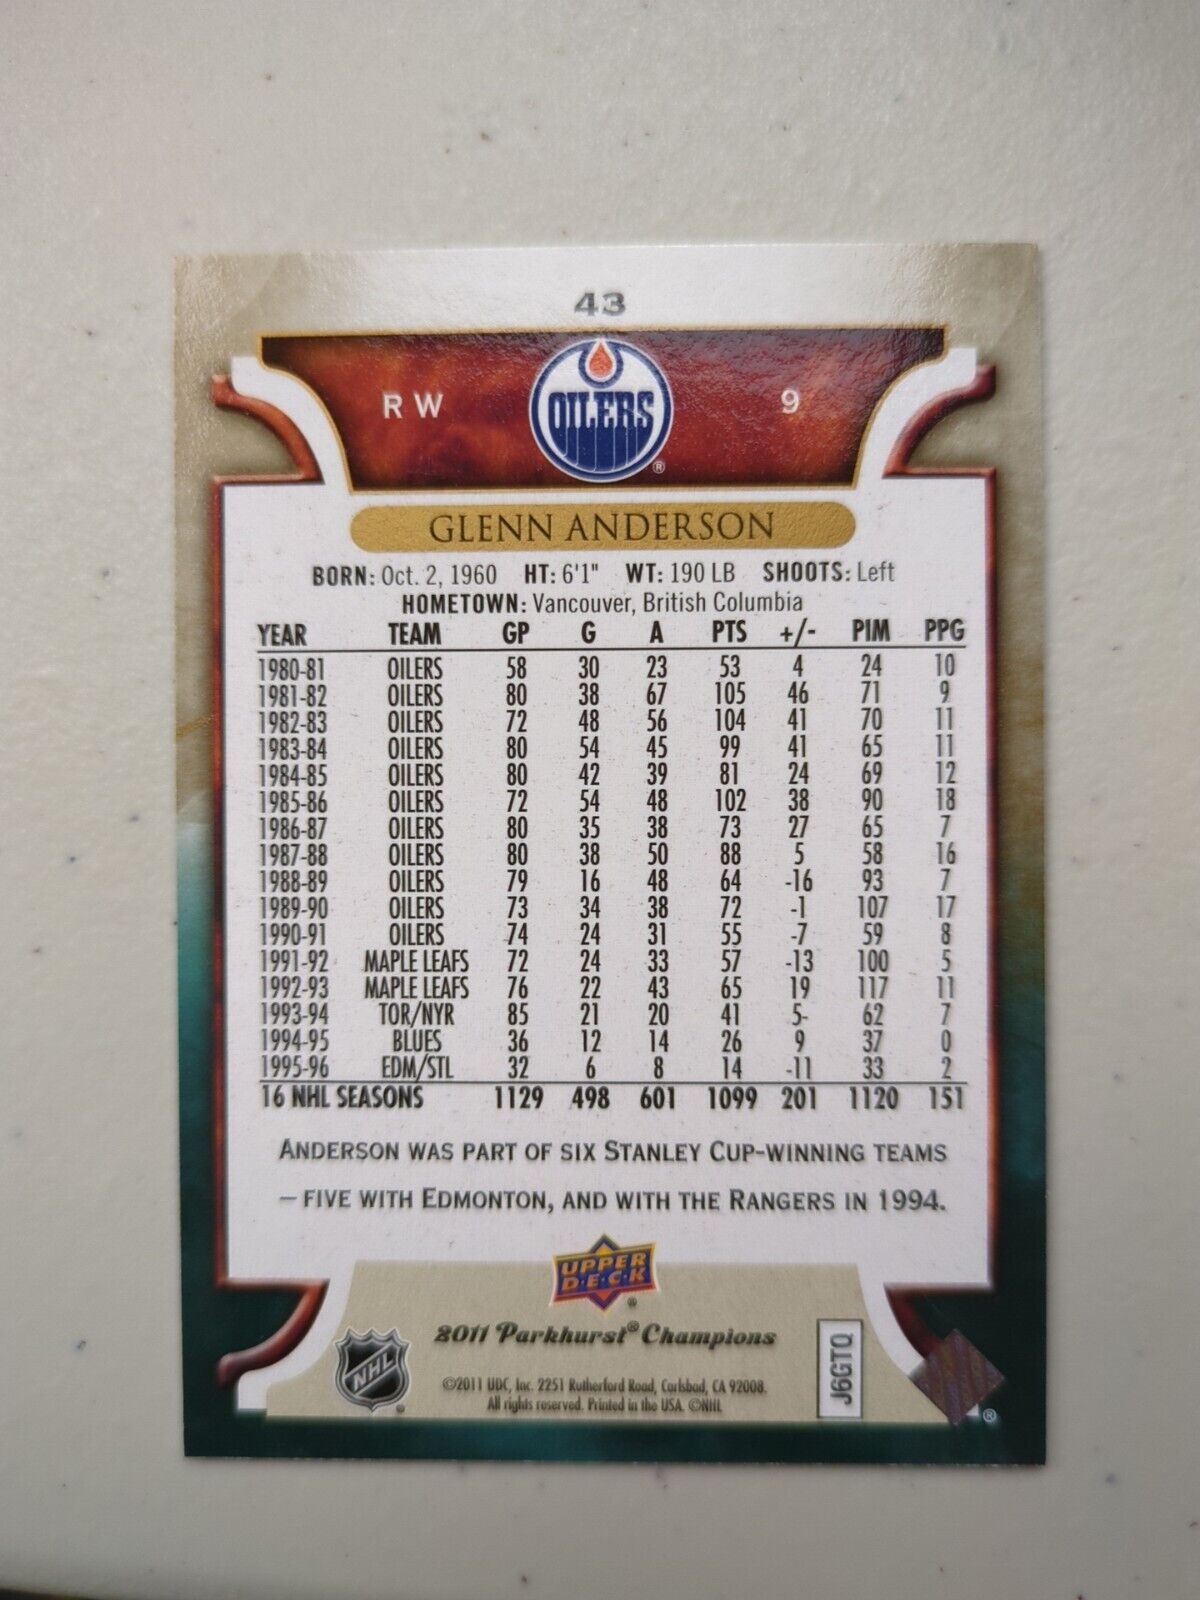 43
RW OILERS ® 9
GLENN ANDERSON
BORN: Oct. 2, 1960 HT: 6'1" WT: 190 LB SHOOTS: Left
HOMETOWN: Vancouver, British Columbia
YEAR TEAM GP G A PTS +/- PIM PPG
1980-81 OILERS 58 30 23 53 4 24 10
1981-82 OILERS 80 38 67 105 46 71 9
1982-83 OILERS 72 48 56 104 41 70 11
1983-84 OILERS 80 54 45 99 41 65 11
1984-85 OILERS 80 42 39 81 24 69 12
1985-86 OILERS 72 54 48 102 38 90 18
1986-87 OILERS 80 35 38 73 27 65 7
1987-88 OILERS 80 38 50 88 5 58 16
1988-89 OILERS 79 16 48 64 -16 93 7
1989-90 OILERS 73 34 38 72 -1 107 17
1990-91 OILERS 74 24 31 55 -7 59 8
1991-92 MAPLE LEAFS 72 24 33 57 -13 100 5
1992-93 MAPLE LEAFS 76 22 43 65 19 117 11
1993-94 TOR/NYR 85 21 20 41 5- 62 7
1994-95 BLUES 36 12 14 26 9 37 0
1995-96 EDM/STL 32 6 8 14 -11 33 2
16 NHL SEASONS 1129 498 601 1099 201 1120 151
ANDERSON WAS PART OF SIX STANLEY CUP-WINNING TEAMS
– FIVE WITH EDMONTON, AND WITH THE RANGERS IN 1994.
UPPER
D·E·C·K ®
2011 Parkhurst® Champions
NHL ®
©2011 UDC, Inc. 2251 Rutherford Road, Carlsbad, CA 92008.
All rights reserved. Printed in the USA. ©NHL
J6GTQ
®